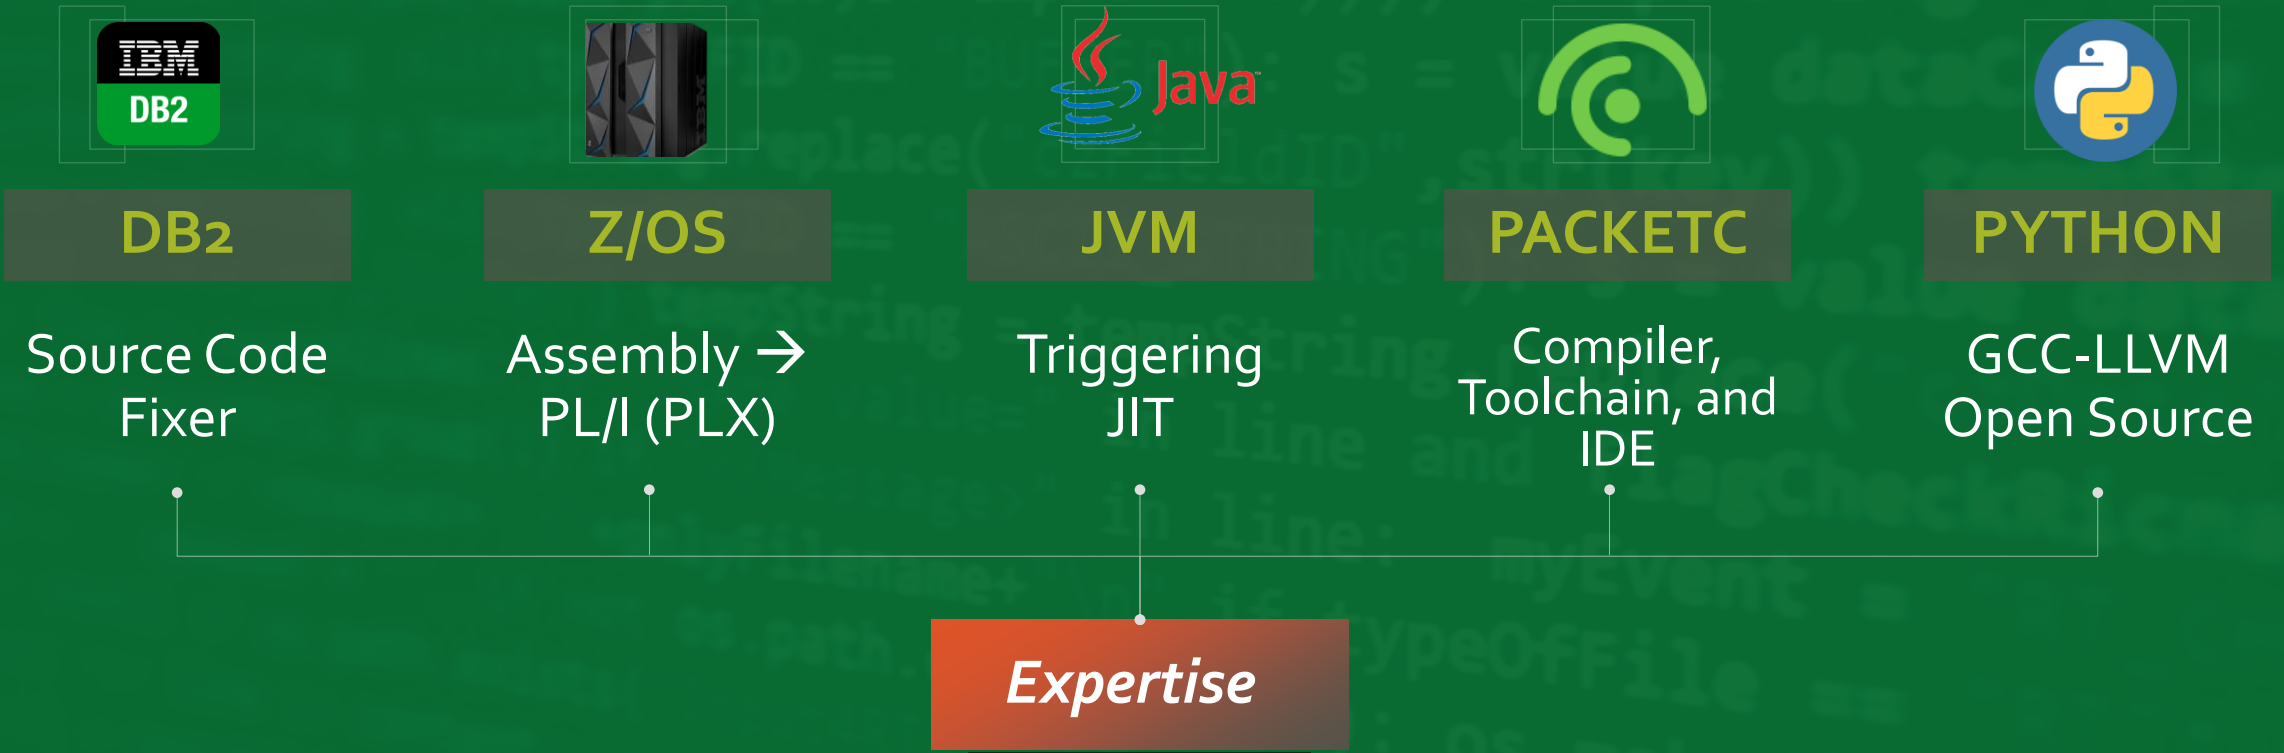 IBM
DB2
IBM
Java
DB2
Z/OS
JVM
PACKETC
PYTHON
Source Code
Fixer
Assembly →
PL/I (PLX)
Triggering
JIT
Compiler,
Toolchain, and
IDE
GCC-LLVM
Open Source
Expertise